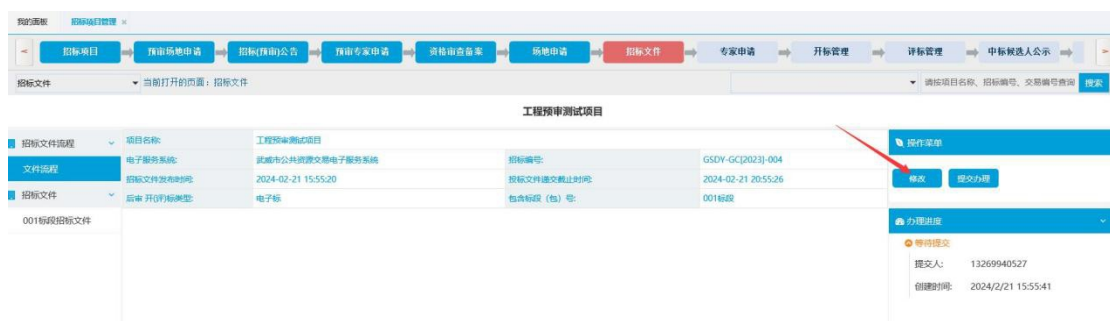 我的面板 招标项目管理 ×
招标项目 预审场地申请 招标(预审)公告 预审专家申请 资格审查备案 场地申请 招标文件 专家申请 开标管理 评标管理 中标候选人公示
招标文件 当前打开的页面：招标文件 请按项目名称、招标编号、交易编号查询 搜索
工程预审测试项目
招标文件流程 项目名称: 工程预审测试项目 操作菜单
文件流程 电子服务系统: 武威市公共资源交易电子服务系统 招标编号: GSDY-GC[2023]-004
招标文件发布时间: 2024-02-21 15:55:20 投标文件递交截止时间: 2024-02-21 20:55:26 修改 提交办理
招标文件 后审 开(评)标类型: 电子标 包含标段（包）号: 001标段
001标段招标文件 办理进度
等待提交
提交人: 13269940527
创建时间: 2024/2/21 15:55:41